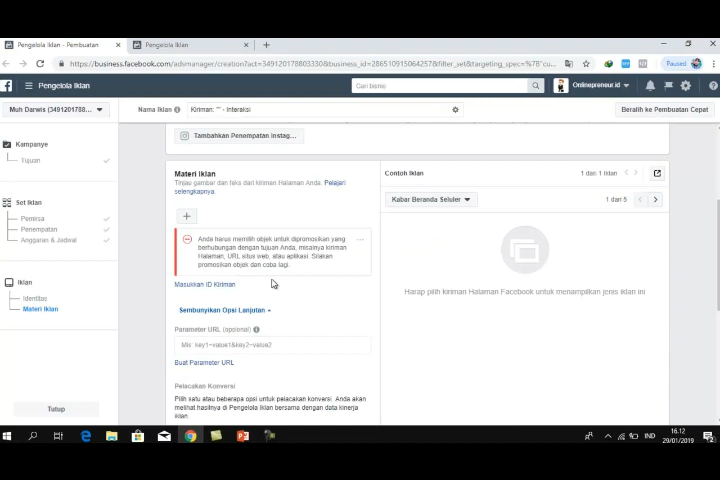 Pengelola Iklan - Pembuatan
Pengelola Iklan
https://business.facebook.com/adsmanager/creation?act=349120178803330&business_id=286510915064257&filter_set&targeting_spec=%7B"cu...
Paused
Pengelola Iklan
Cari bisnis
Onlinepreneur.id
Muh Darwis (3491201788...
Nama Iklan
Kiriman: "" - Interaksi
Beralih ke Pembuatan Cepat
Kampanye
Tujuan
Set Iklan
Pemirsa
Penempatan
Anggaran & Jadwal
Iklan
Identitas
Materi Iklan
Tutup
Tambahkan Penempatan Instag...
Materi Iklan
Tinjau gambar dan teks dari kiriman Halaman Anda. Pelajari
selengkapnya.
Anda harus memilih objek untuk dipromosikan yang
berhubungan dengan tujuan Anda, misalnya kiriman
Halaman, URL situs web, atau aplikasi. Silakan
promosikan objek dan coba lagi.
Masukkan ID Kiriman
Sembunyikan Opsi Lanjutan
Parameter URL (opsional)
Mis: key1=value1&key2=value2
Buat Parameter URL
Pelacakan Konversi
Pilih satu atau beberapa opsi untuk pelacakan konversi. Anda akan
melihat hasilnya di Pengelola Iklan bersama dengan data kinerja
iklan.
Contoh Iklan
1 dari 1 Iklan
Kabar Beranda Seluler
1 dari 5
Harap pilih kiriman Halaman Facebook untuk menampilkan jenis iklan ini
IND
16.12
29/01/2019